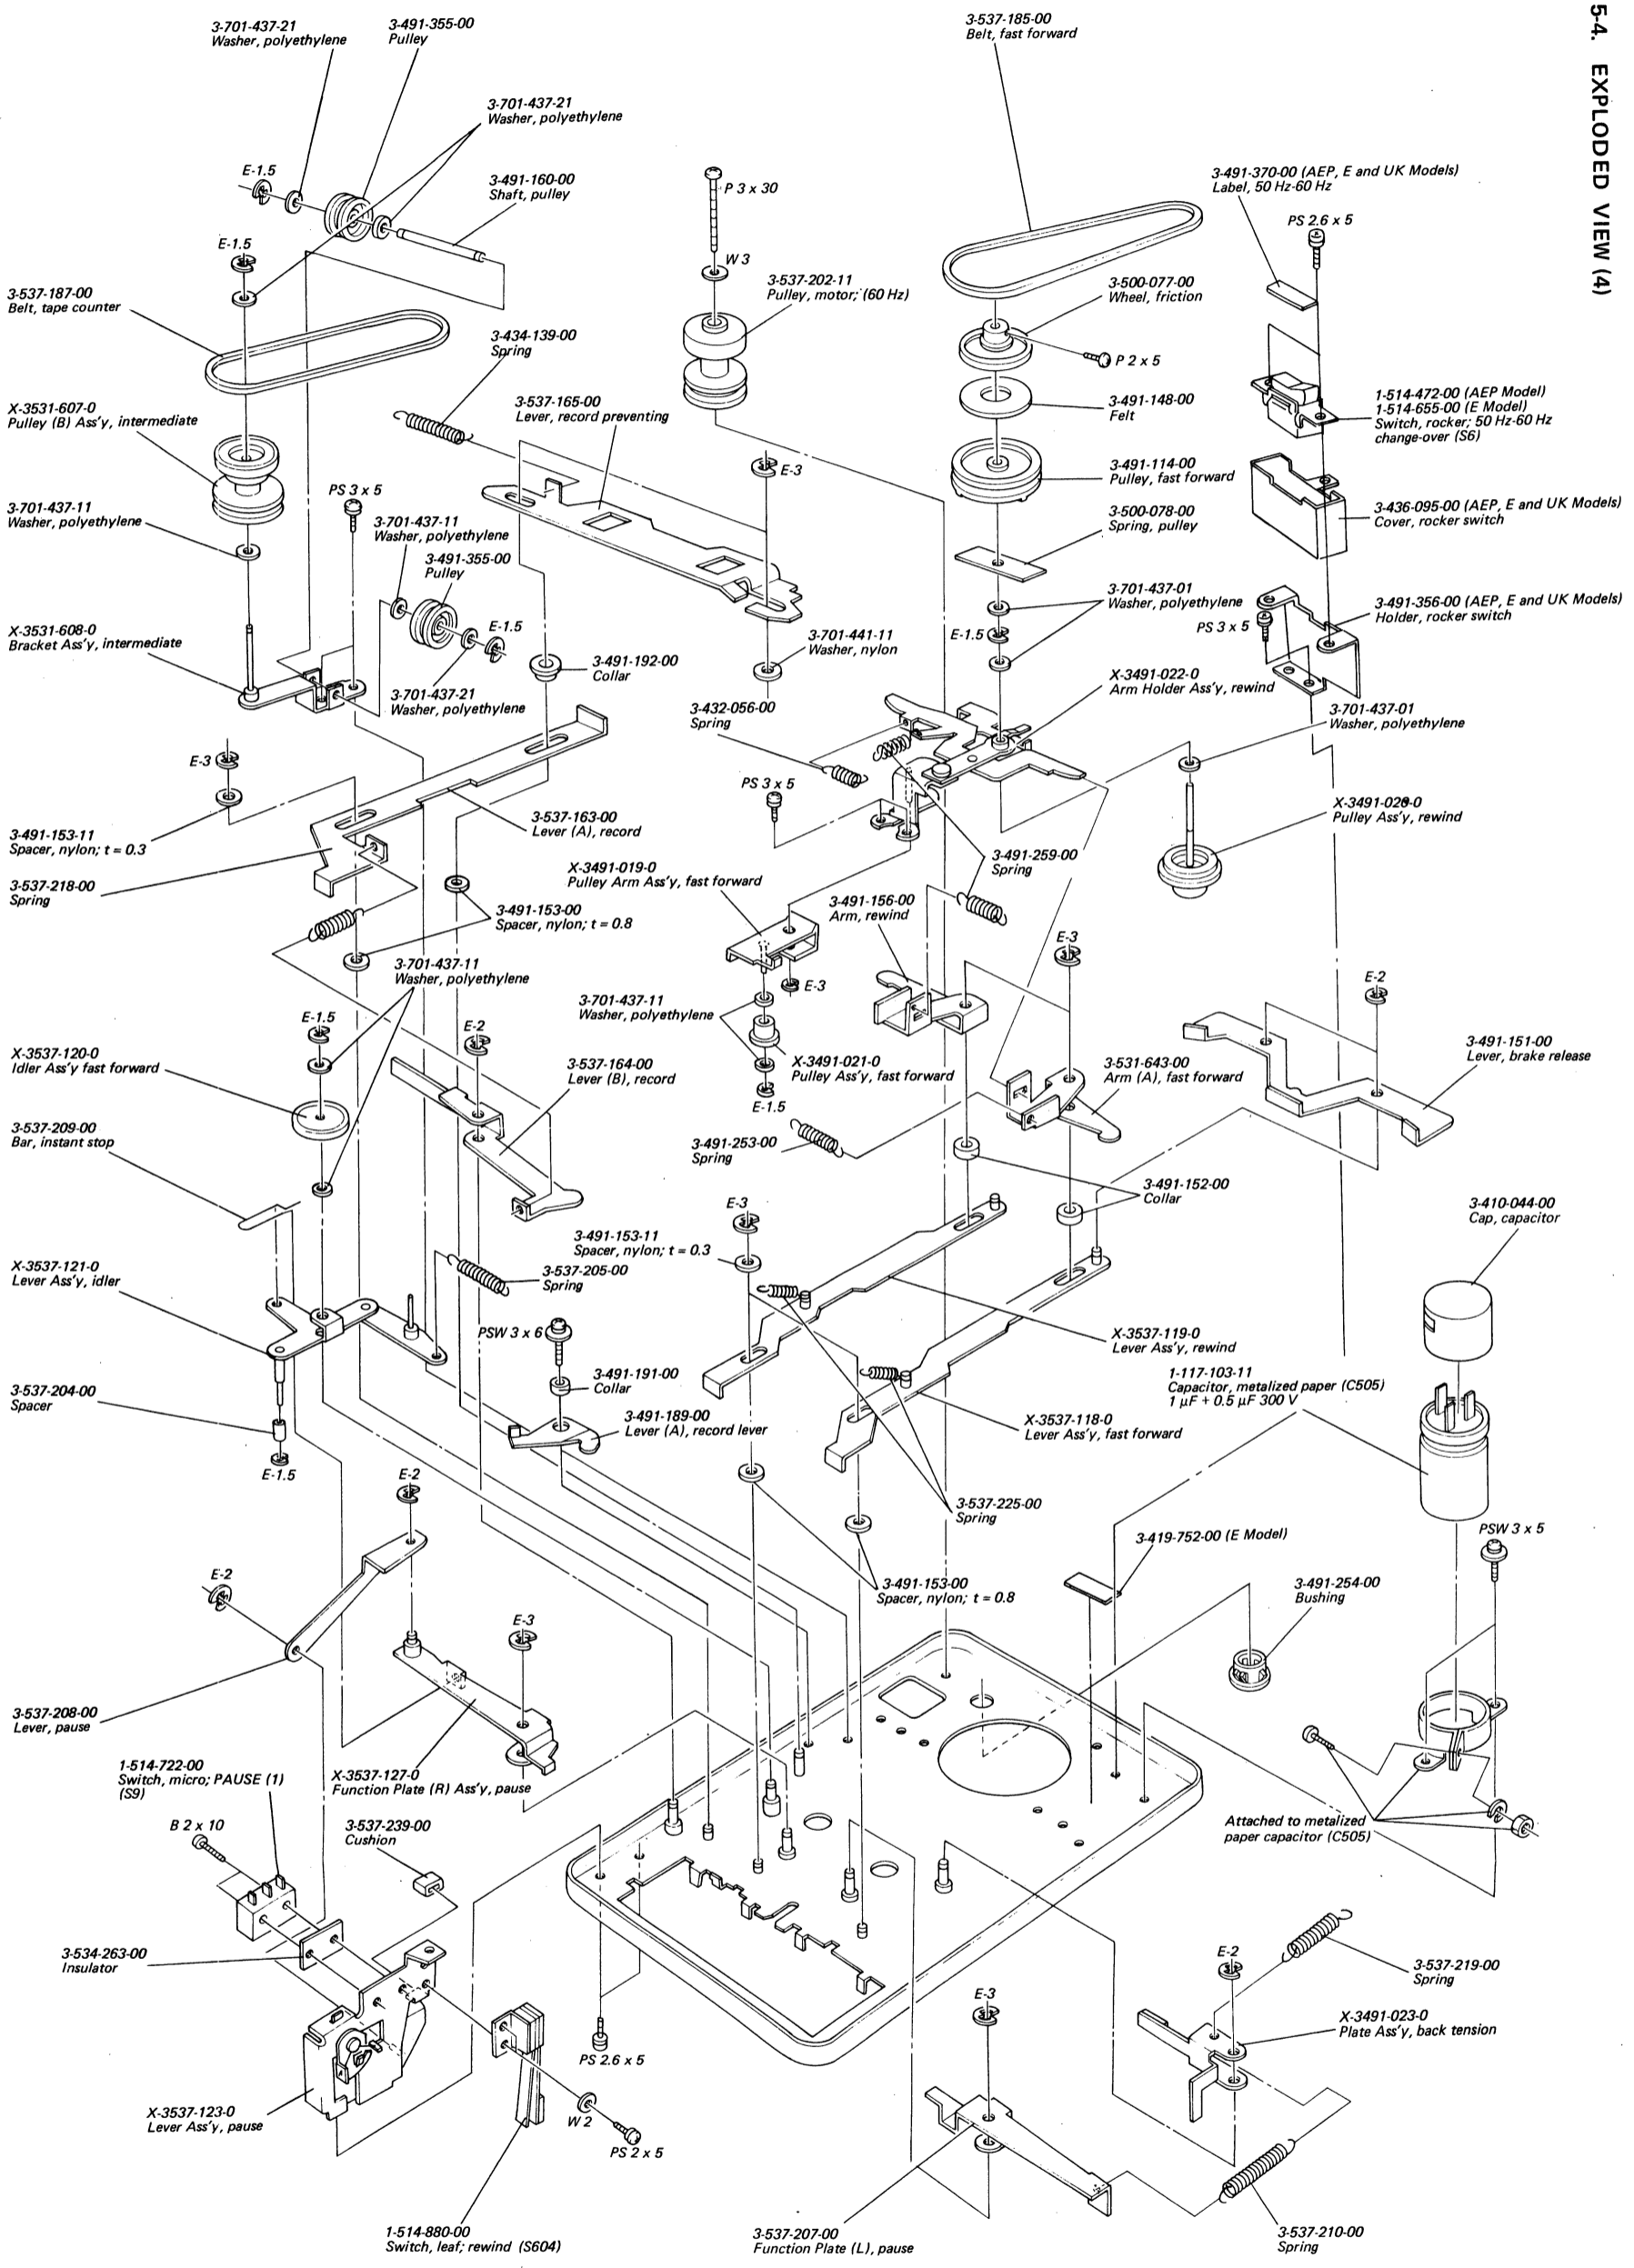 5-4. EXPLODED VIEW (4)
3-701-437-21
Washer, polyethylene
3-491-355-00
Pulley
3-537-185-00
Belt, fast forward
3-701-437-21
Washer, polyethylene
E-1.5
3-491-160-00
Shaft, pulley
P 3 x 30
3-491-370-00 (AEP, E and UK Models)
Label, 50 Hz-60 Hz
PS 2.6 x 5
E-1.5
W 3
3-537-202-11
Pulley, motor; (60 Hz)
3-500-077-00
Wheel, friction
3-537-187-00
Belt, tape counter
3-434-139-00
Spring
P 2 x 5
3-537-165-00
Lever, record preventing
3-491-148-00
Felt
1-514-472-00 (AEP Model)
1-514-655-00 (E Model)
Switch, rocker; 50 Hz-60 Hz
change-over (S6)
X-3531-607-0
Pulley (B) Ass'y, intermediate
E-3
3-491-114-00
Pulley, fast forward
PS 3 x 5
3-701-437-11
Washer, polyethylene
3-701-437-11
Washer, polyethylene
3-500-078-00
Spring, pulley
3-436-095-00 (AEP, E and UK Models)
Cover, rocker switch
3-491-355-00
Pulley
3-701-437-01
Washer, polyethylene
3-491-356-00 (AEP, E and UK Models)
Holder, rocker switch
X-3531-608-0
Bracket Ass'y, intermediate
E-1.5
3-701-441-11
Washer, nylon
E-1.5
PS 3 x 5
3-491-192-00
Collar
X-3491-022-0
Arm Holder Ass'y, rewind
3-701-437-21
Washer, polyethylene
3-432-056-00
Spring
3-701-437-01
Washer, polyethylene
E-3
PS 3 x 5
X-3491-020-0
Pulley Ass'y, rewind
3-491-153-11
Spacer, nylon; t = 0.3
3-537-163-00
Lever (A), record
3-491-259-00
Spring
X-3491-019-0
Pulley Arm Ass'y, fast forward
3-537-218-00
Spring
3-491-156-00
Arm, rewind
3-491-153-00
Spacer, nylon; t = 0.8
E-3
3-701-437-11
Washer, polyethylene
E-3
E-2
3-701-437-11
Washer, polyethylene
E-1.5
E-2
X-3537-120-0
Idler Ass'y fast forward
3-537-164-00
Lever (B), record
X-3491-021-0
Pulley Ass'y, fast forward
3-531-643-00
Arm (A), fast forward
3-491-151-00
Lever, brake release
E-1.5
3-537-209-00
Bar, instant stop
3-491-253-00
Spring
3-491-152-00
Collar
E-3
3-410-044-00
Cap, capacitor
3-491-153-11
Spacer, nylon; t = 0.3
X-3537-121-0
Lever Ass'y, idler
3-537-205-00
Spring
PSW 3 x 6
X-3537-119-0
Lever Ass'y, rewind
3-491-191-00
Collar
1-117-103-11
Capacitor, metalized paper (C505)
1 µF + 0.5 µF 300 V
3-537-204-00
Spacer
3-491-189-00
Lever (A), record lever
X-3537-118-0
Lever Ass'y, fast forward
E-1.5
E-2
3-537-225-00
Spring
PSW 3 x 5
3-419-752-00 (E Model)
E-2
3-491-153-00
Spacer, nylon; t = 0.8
3-491-254-00
Bushing
E-3
3-537-208-00
Lever, pause
1-514-722-00
Switch, micro; PAUSE (1)
(S9)
X-3537-127-0
Function Plate (R) Ass'y, pause
B 2 x 10
3-537-239-00
Cushion
Attached to metalized
paper capacitor (C505)
3-534-263-00
Insulator
E-2
3-537-219-00
Spring
E-3
X-3491-023-0
Plate Ass'y, back tension
PS 2.6 x 5
X-3537-123-0
Lever Ass'y, pause
W 2
PS 2 x 5
1-514-880-00
Switch, leaf; rewind (S604)
3-537-207-00
Function Plate (L), pause
3-537-210-00
Spring